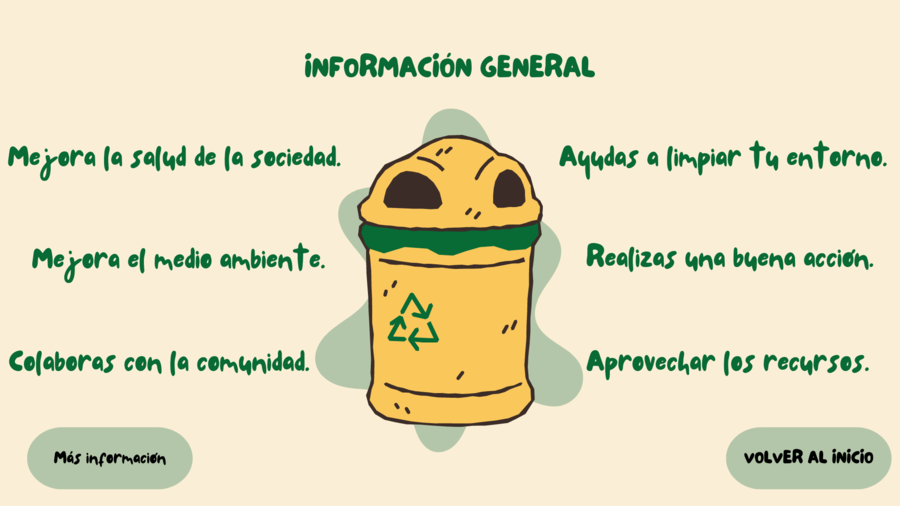 INFORMACIÓN GENERAL
Mejora la salud de la sociedad.
Mejora el medio ambiente.
Colaboras con la comunidad.
Ayudas a limpiar tu entorno.
Realizas una buena acción.
Aprovechar los recursos.
Más información
VOLVER AL INICIO